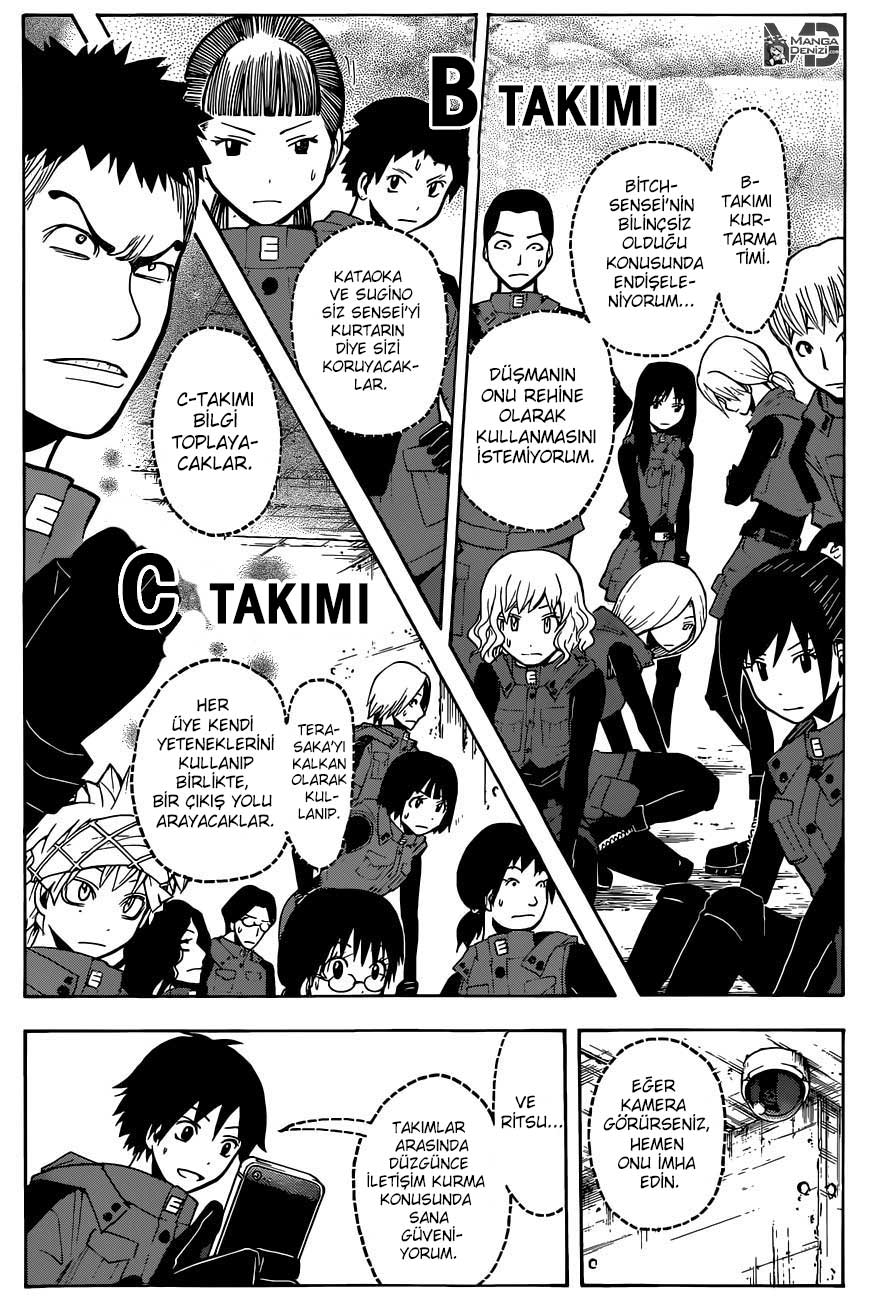 MANGA
DENİZİ.com
B TAKIMI
B-
TAKIMI
KUR-
TARMA
TİMİ.
BİTCH-
SENSEİ'NİN
BİLİNÇSİZ
OLDUĞU
KONUSUNDA
ENDİŞELE-
NİYORUM...
DÜŞMANIN
ONU REHİNE
OLARAK
KULLANMASINI
İSTEMİYORUM.
KATAOKA
VE SUGİNO
SİZ SENSEİ'Yİ
KURTARIN
DİYE SİZİ
KORUYACAK-
LAR.
C-TAKIMI
BİLGİ
TOPLAYA-
CAKLAR.
C TAKIMI
TERA-
SAKA'YI
KALKAN
OLARAK
KUL-
LANIP.
HER
ÜYE KENDİ
YETENEKLERİNİ
KULLANIP
BİRLİKTE,
BİR ÇIKIŞ YOLU
ARAYACAKLAR.
EĞER
KAMERA
GÖRÜRSENİZ,
HEMEN
ONU İMHA
EDİN.
VE
RİTSU...
TAKIMLAR
ARASINDA
DÜZGÜNCE
İLETİŞİM KURMA
KONUSUNDA
SANA
GÜVENİ-
YORUM.